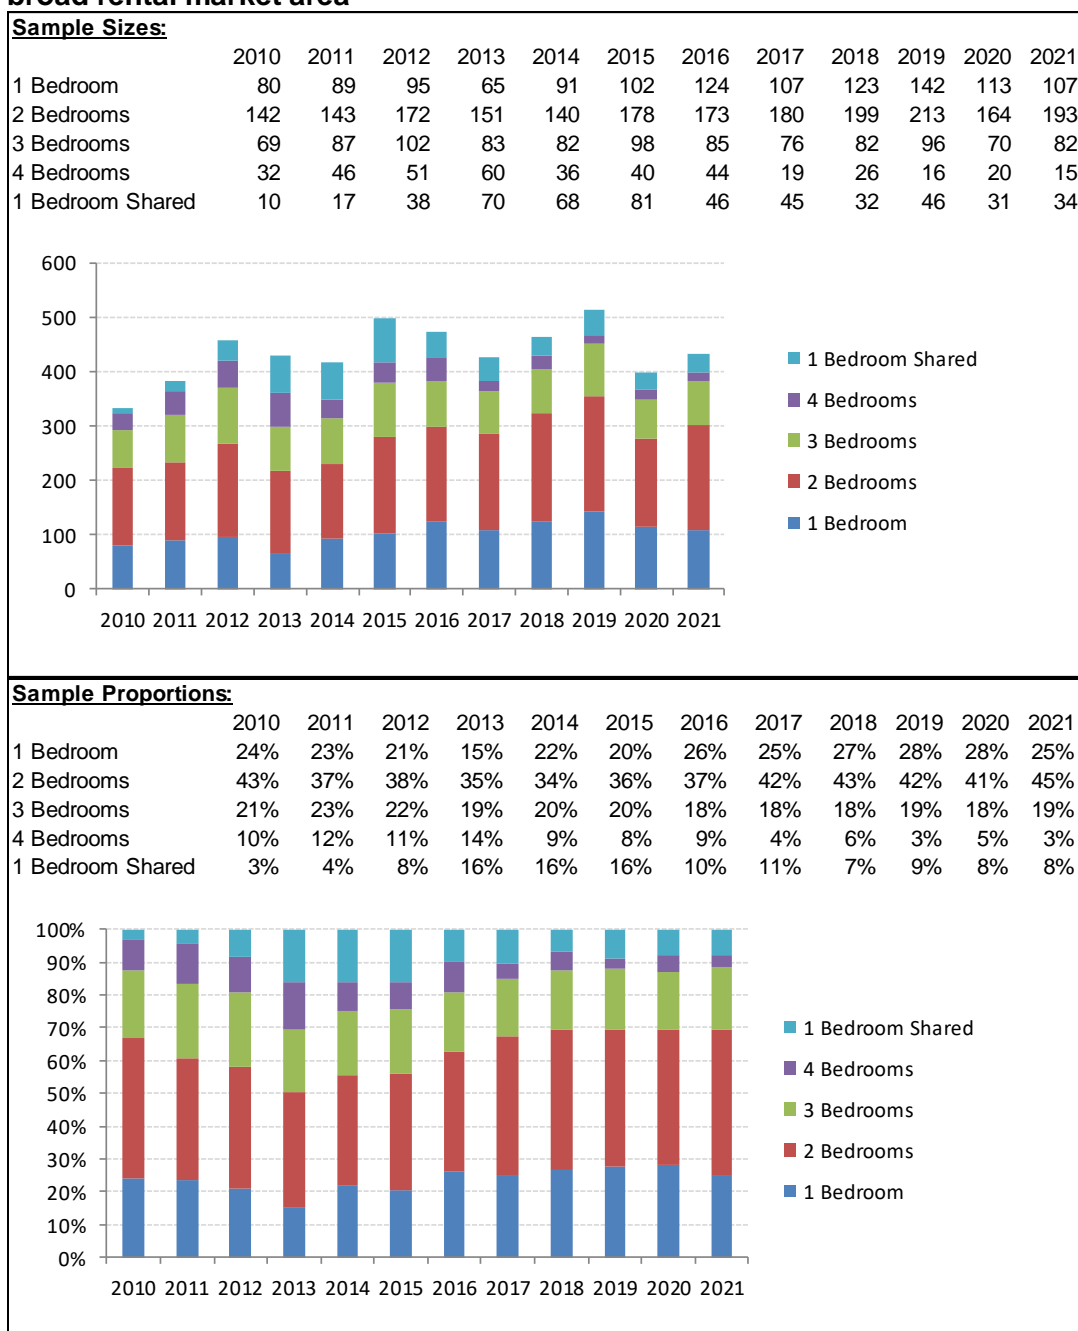 broad rental market area
Sample Sizes:
2010 2011 2012 2013 2014 2015 2016 2017 2018 2019 2020 2021
1 Bedroom 80 89 95 65 91 102 124 107 123 142 113 107
2 Bedrooms 142 143 172 151 140 178 173 180 199 213 164 193
3 Bedrooms 69 87 102 83 82 98 85 76 82 96 70 82
4 Bedrooms 32 46 51 60 36 40 44 19 26 16 20 15
1 Bedroom Shared 10 17 38 70 68 81 46 45 32 46 31 34
600
500
400
300
200
100
0
2010 2011 2012 2013 2014 2015 2016 2017 2018 2019 2020 2021
1 Bedroom Shared
4 Bedrooms
3 Bedrooms
2 Bedrooms
1 Bedroom
Sample Proportions:
2010 2011 2012 2013 2014 2015 2016 2017 2018 2019 2020 2021
1 Bedroom 24% 23% 21% 15% 22% 20% 26% 25% 27% 28% 28% 25%
2 Bedrooms 43% 37% 38% 35% 34% 36% 37% 42% 43% 42% 41% 45%
3 Bedrooms 21% 23% 22% 19% 20% 20% 18% 18% 18% 19% 18% 19%
4 Bedrooms 10% 12% 11% 14% 9% 8% 9% 4% 6% 3% 5% 3%
1 Bedroom Shared 3% 4% 8% 16% 16% 16% 10% 11% 7% 9% 8% 8%
100%
90%
80%
70%
60%
50%
40%
30%
20%
10%
0%
2010 2011 2012 2013 2014 2015 2016 2017 2018 2019 2020 2021
1 Bedroom Shared
4 Bedrooms
3 Bedrooms
2 Bedrooms
1 Bedroom